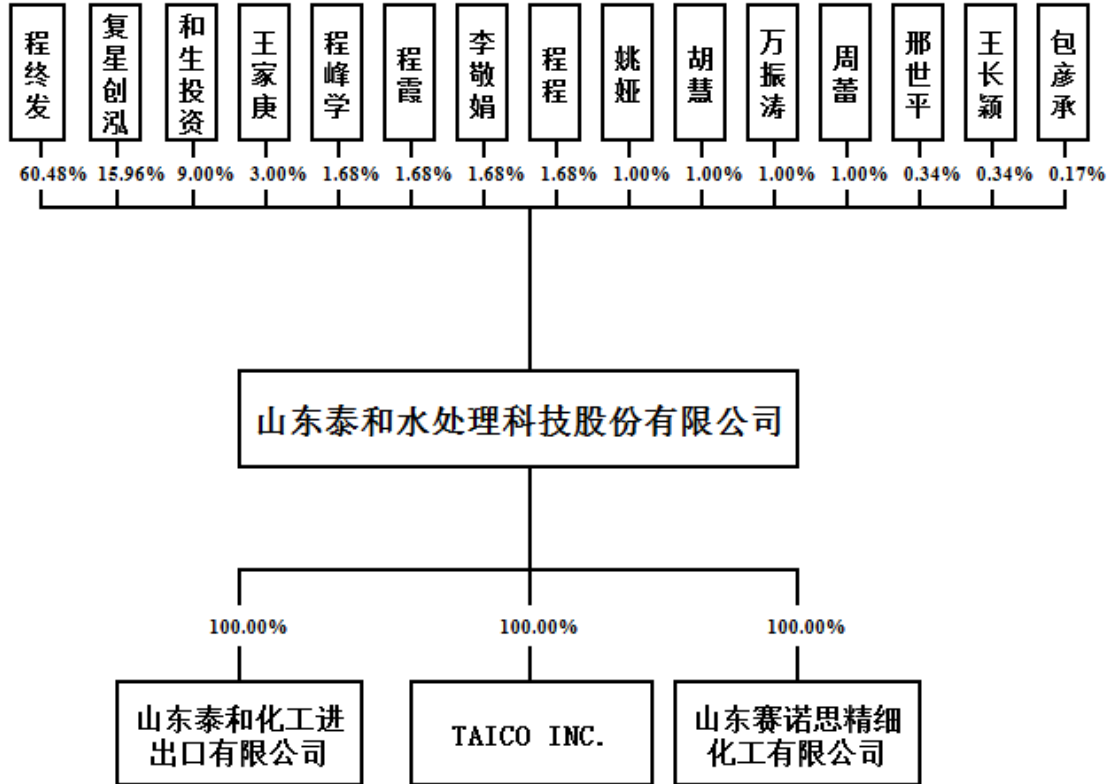 程终发
复星创泓
和生投资
王家庚
程峰学
程霞
李敬娟
程程
姚娅
胡慧
万振涛
周蕾
邢世平
王长颖
包彦承
60.48% 15.96% 9.00% 3.00% 1.68% 1.68% 1.68% 1.68% 1.00% 1.00% 1.00% 1.00% 0.34% 0.34% 0.17%
山东泰和水处理科技股份有限公司
100.00% 100.00% 100.00%
山东泰和化工进
出口有限公司
TAICO INC.
山东赛诺思精细
化工有限公司